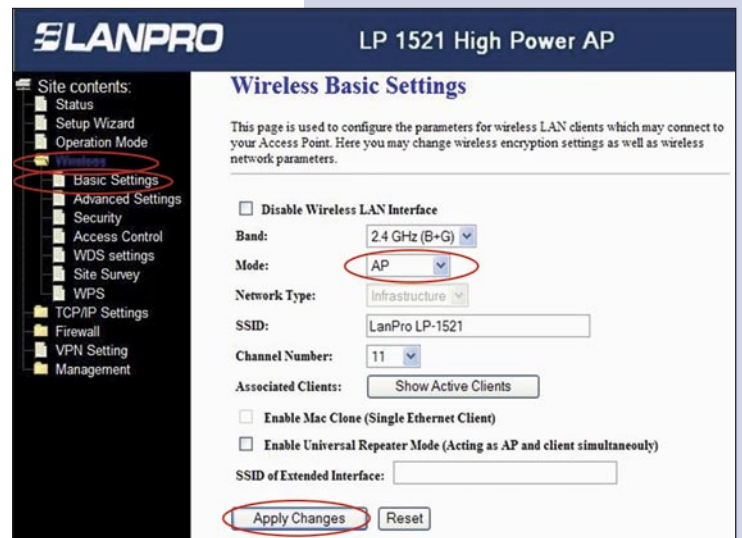 LANPRO
LP 1521 High Power AP
Site contents:
Status
Setup Wizard
Operation Mode
Wireless
Basic Settings
Advanced Settings
Security
Access Control
WDS settings
Site Survey
WPS
TCP/IP Settings
Firewall
VPN Setting
Management
Wireless Basic Settings
This page is used to configure the parameters for wireless LAN clients which may connect to
your Access Point. Here you may change wireless encryption settings as well as wireless
network parameters.
Disable Wireless LAN Interface
Band: 2.4 GHz (B+G)
Mode: AP
Network Type: Infrastructure
SSID: LanPro LP-1521
Channel Number: 11
Associated Clients: Show Active Clients
Enable Mac Clone (Single Ethernet Client)
Enable Universal Repeater Mode (Acting as AP and client simultaneouly)
SSID of Extended Interface:
Apply Changes Reset